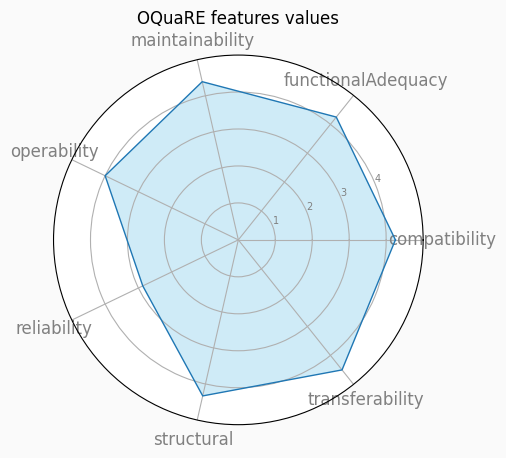 OQuaRE features values
maintainability
functionalAdequacy
operability
4
3
2
1
compatibility
reliability
transferability
structural